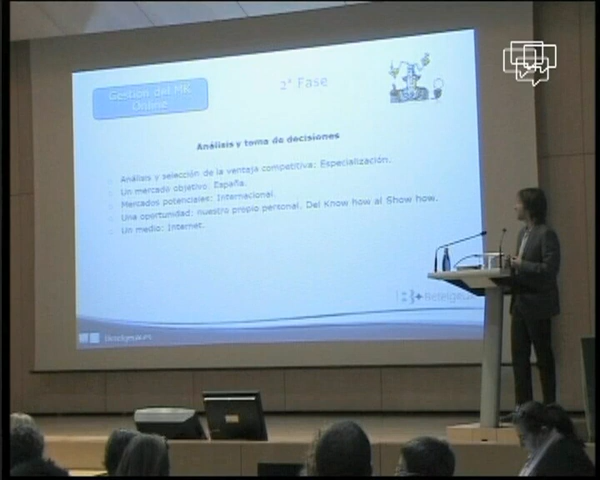 Gestión del MK
Online
2ª Fase
Análisis y toma de decisiones
Análisis y selección de la ventaja competitiva: Especialización.
Un mercado objetivo. España.
Mercados potenciales: Internacional.
Una oportunidad: nuestro propio personal. Del Know how al Show how.
Un medio: Internet.